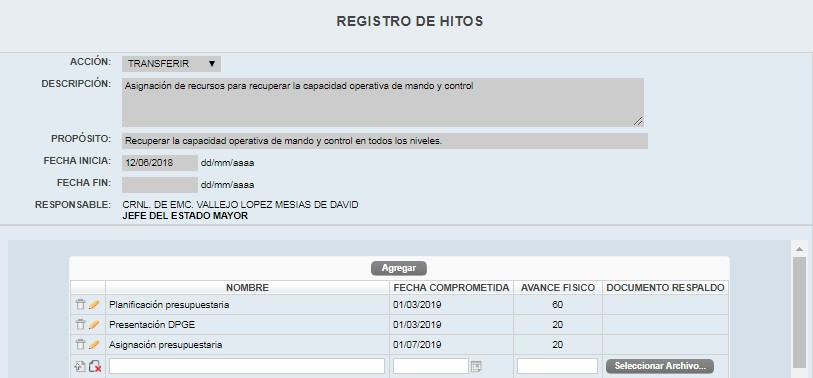 REGISTRO DE HITOS
ACCIÓN: TRANSFERIR
DESCRIPCIÓN: Asignación de recursos para recuperar la capacidad operativa de mando y control
PROPÓSITO: Recuperar la capacidad operativa de mando y control en todos los niveles.
FECHA INICIA: 12/06/2018 dd/mm/aaaa
FECHA FIN: dd/mm/aaaa
RESPONSABLE: CRNL. DE EMC. VALLEJO LOPEZ MESIAS DE DAVID
JEFE DEL ESTADO MAYOR
Agregar
NOMBRE FECHA COMPROMETIDA AVANCE FISICO DOCUMENTO RESPALDO
Planificación presupuestaria 01/03/2019 60
Presentación DPGE 01/03/2019 20
Asignación presupuestaria 01/07/2019 20
Seleccionar Archivo...